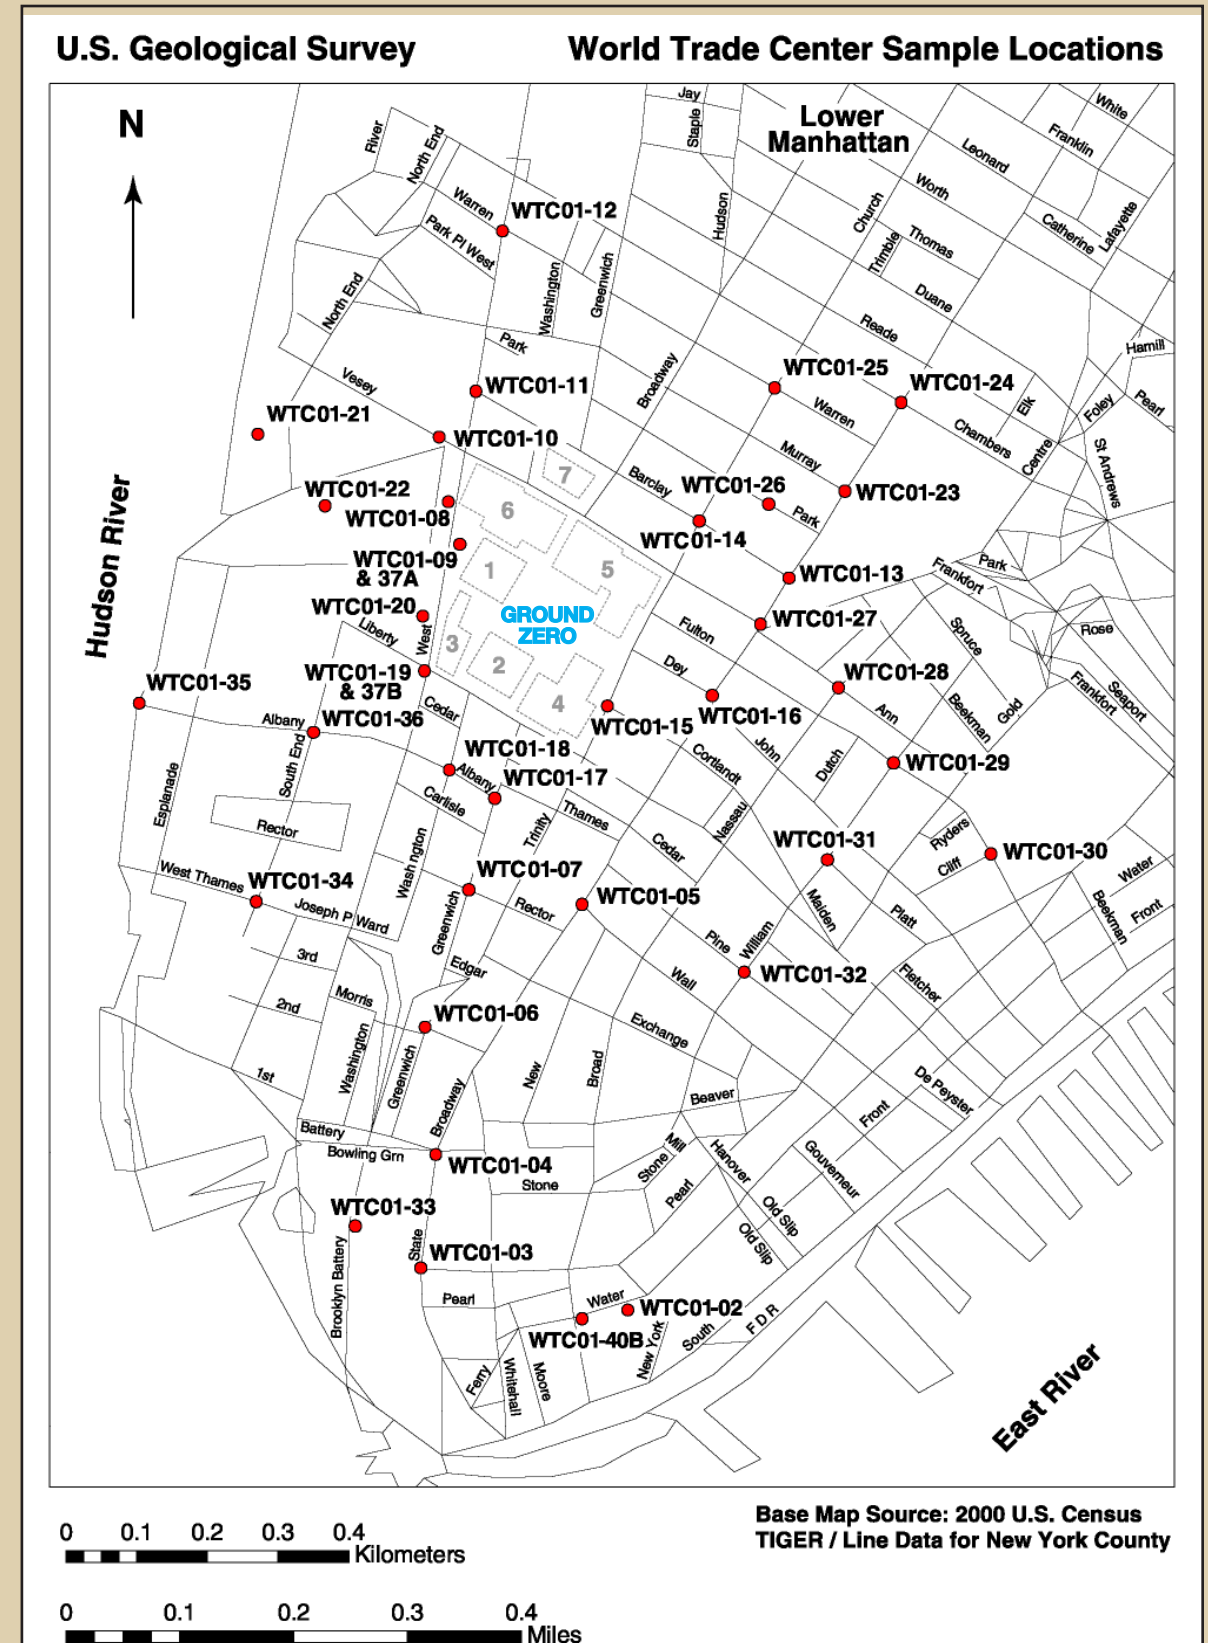 U.S. Geological Survey
World Trade Center Sample Locations
N
Lower
Manhattan
Jay
Staple
White
Franklin
Leonard
Worth
Hudson
Church
Trimble
Thomas
Catherine
Lafayette
Duane
Reade
River
North End
Warren
Park Pl West
WTC01-12
Washington
Greenwich
North End
Park
Broadway
Hamill
Vesey
WTC01-11
WTC01-25
WTC01-24
Warren
Elk
Foley
Pearl
WTC01-21
WTC01-10
Chambers
Centre
St Andrews
Murray
7
Barclay
WTC01-26
WTC01-23
WTC01-22
WTC01-08
6
Park
WTC01-14
Hudson River
WTC01-09
& 37A
1
5
WTC01-13
Park
Frankfort
WTC01-20
GROUND
ZERO
WTC01-27
Liberty
West
3
2
Fulton
Spruce
Rose
WTC01-19
& 37B
Dey
WTC01-28
Frankfort
Seaport
WTC01-35
4
Cedar
Albany
WTC01-36
WTC01-15
WTC01-16
Ann
Beekman
Gold
WTC01-18
Cortlandt
John
Dutch
WTC01-29
South End
Albany
WTC01-17
Esplanade
Carlisle
Thames
Trinity
Nassau
Rector
Cedar
WTC01-31
Ryders
WTC01-30
Cliff
Water
Wash ngton
West Thames
WTC01-34
WTC01-07
WTC01-05
Joseph P Ward
Greenwich
Rector
Maiden
Platt
Beekman
Front
Pine
William
3rd
Edgar
Wall
WTC01-32
Fletcher
2nd
Morris
WTC01-06
Exchange
Washington
Greenwich
1st
New
Broad
Beaver
Front
De Peyster
Broadway
Battery
Bowling Grn
WTC01-04
Stone
Mill
Stone
Hanover
Gouverneur
Pearl
Old Slip
Old Slip
WTC01-33
State
WTC01-03
Brooklyn Battery
Pearl
Water
WTC01-02
WTC01-40B
New York
South
F D R
Ferry
Whitehall
Moore
East River
Base Map Source: 2000 U.S. Census
TIGER / Line Data for New York County
0 0.1 0.2 0.3 0.4
Kilometers
0 0.1 0.2 0.3 0.4
Miles